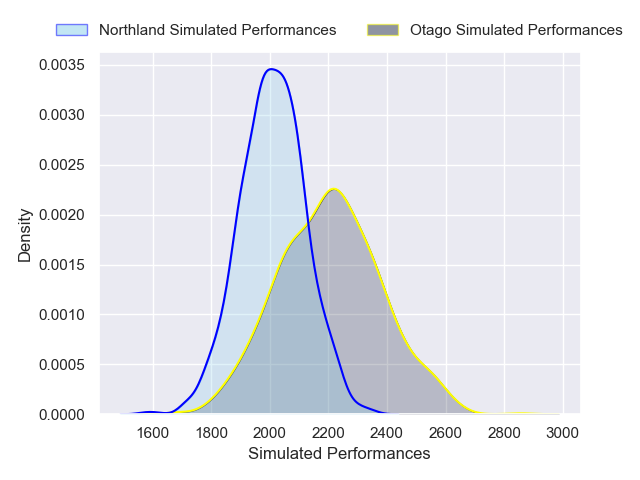 Northland Simulated Performances
Otago Simulated Performances
0.0035
0.0030
0.0025
0.0020
0.0015
0.0010
0.0005
0.0000
Density
1600 1800 2000 2200 2400 2600 2800 3000
Simulated Performances